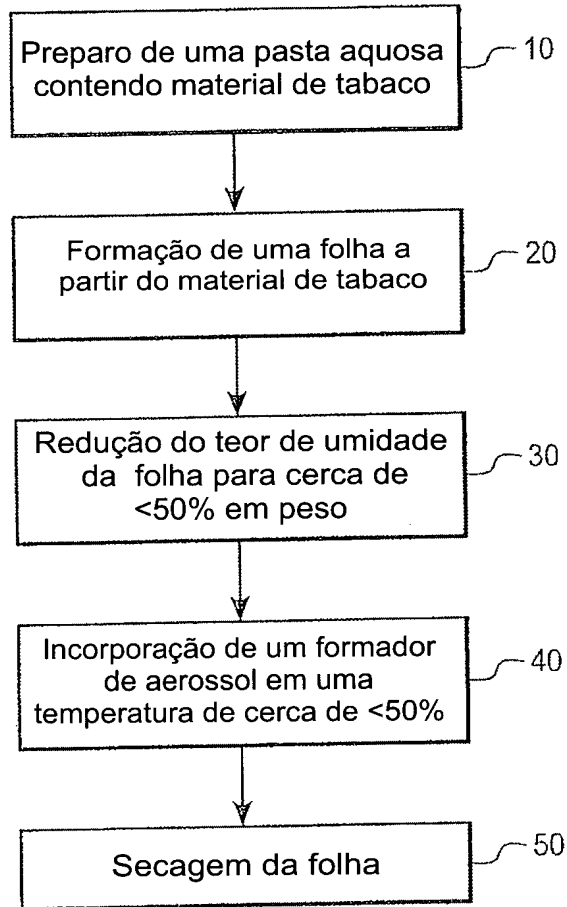 Preparo de uma pasta aquosa
contendo material de tabaco
10
Formação de uma folha a
partir do material de tabaco
20
Redução do teor de umidade
da folha para cerca de
<50% em peso
30
Incorporação de um formador
de aerossol em uma
temperatura de cerca de <50%
40
Secagem da folha
50